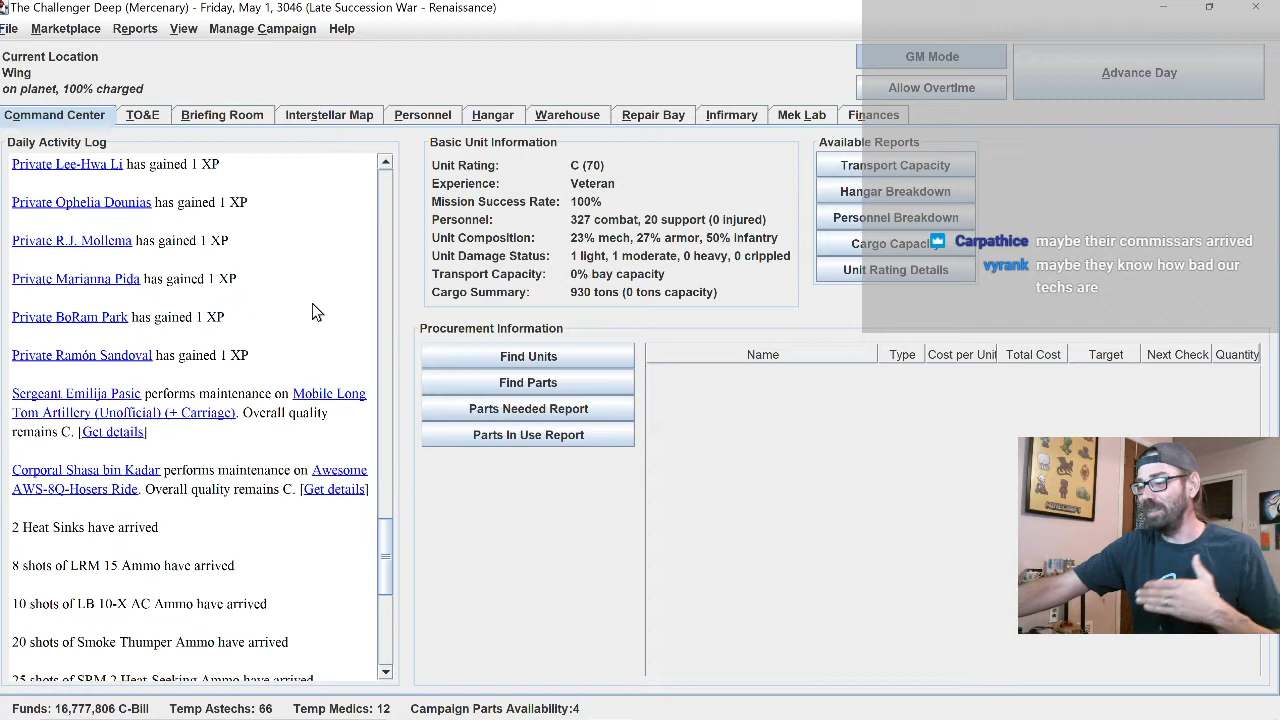 The Challenger Deep (Mercenary) - Friday, May 1, 3046 (Late Succession War - Renaissance)
File Marketplace Reports View Manage Campaign Help
Current Location
Wing
on planet, 100% charged
GM Mode
Allow Overtime
Advance Day
Command Center TO&E Briefing Room Interstellar Map Personnel Hangar Warehouse Repair Bay Infirmary Mek Lab Finances
Daily Activity Log
Private Lee-Hwa Li has gained 1 XP
Private Ophelia Dounias has gained 1 XP
Private R.J. Mollema has gained 1 XP
Private Marianna Pida has gained 1 XP
Private BoRam Park has gained 1 XP
Private Ramón Sandoval has gained 1 XP
Sergeant Emilija Pasic performs maintenance on Mobile Long
Tom Artillery (Unofficial) (+ Carriage). Overall quality
remains C. [Get details]
Corporal Shasa bin Kadar performs maintenance on Awesome
AWS-8Q-Hosers Ride. Overall quality remains C. [Get details]
2 Heat Sinks have arrived
8 shots of LRM 15 Ammo have arrived
10 shots of LB 10-X AC Ammo have arrived
20 shots of Smoke Thumper Ammo have arrived
25 shots of SRM 2 Heat-Seeking Ammo have arrived
Basic Unit Information
Unit Rating: C (70)
Experience: Veteran
Mission Success Rate: 100%
Personnel: 327 combat, 20 support (0 injured)
Unit Composition: 23% mech, 27% armor, 50% infantry
Unit Damage Status: 1 light, 1 moderate, 0 heavy, 0 crippled
Transport Capacity: 0% bay capacity
Cargo Summary: 930 tons (0 tons capacity)
Available Reports
Transport Capacity
Hangar Breakdown
Personnel Breakdown
Cargo Capacity
Unit Rating Details
Carpathice maybe their commissars arrived
vyrank maybe they know how bad our
techs are
Procurement Information
Find Units
Find Parts
Parts Needed Report
Parts In Use Report
Name Type Cost per Unit Total Cost Target Next Check Quantity
Funds: 16,777,806 C-Bill Temp Astechs: 66 Temp Medics: 12 Campaign Parts Availability:4